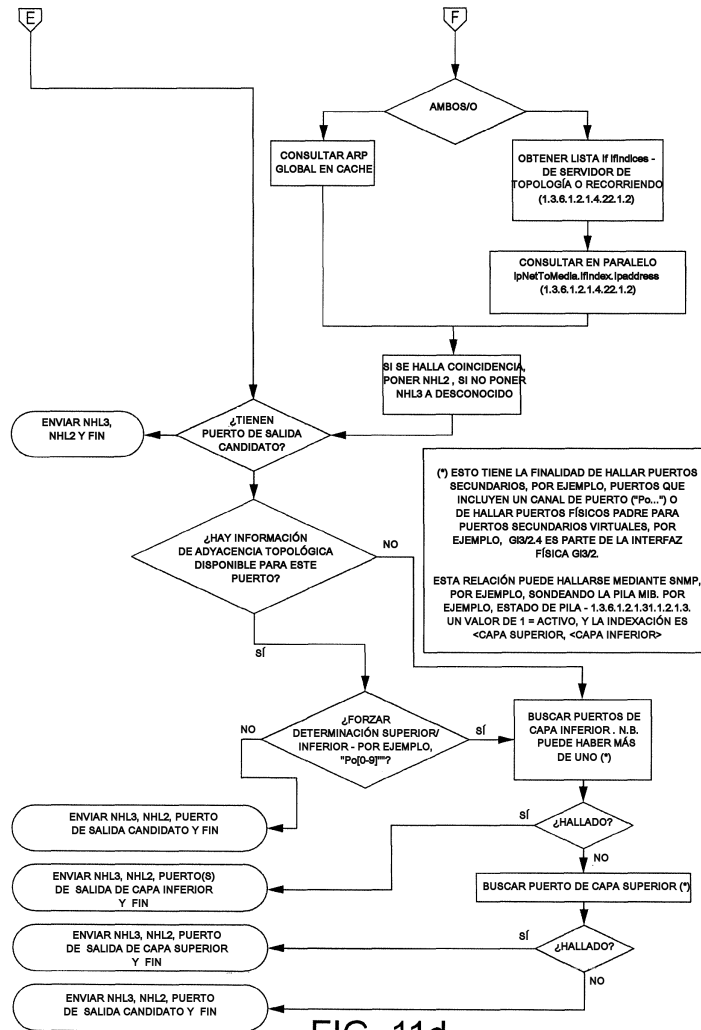 E
F
AMBOS/O
CONSULTAR ARP
GLOBAL EN CACHE
OBTENER LISTA If Ifindices -
DE SERVIDOR DE
TOPOLOGÍA O RECORRIENDO
(1.3.6.1.2.1.4.22.1.2)
CONSULTAR EN PARALELO
IpNetToMedia.Ifindex.Ipaddress
(1.3.6.1.2.1.4.22.1.2)
SI SE HALLA COINCIDENCIA,
PONER NHL2 , SI NO PONER
NHL3 A DESCONOCIDO
¿TIENEN
PUERTO DE SALIDA
CANDIDATO?
ENVIAR NHL3,
NHL2 Y FIN
(*) ESTO TIENE LA FINALIDAD DE HALLAR PUERTOS
SECUNDARIOS, POR EJEMPLO, PUERTOS QUE
INCLUYEN UN CANAL DE PUERTO ("Po...") O
DE HALLAR PUERTOS FÍSICOS PADRE PARA
PUERTOS SECUNDARIOS VIRTUALES, POR
EJEMPLO, GI3/2.4 ES PARTE DE LA INTERFAZ
FÍSICA GI3/2.
ESTA RELACIÓN PUEDE HALLARSE MEDIANTE SNMP,
POR EJEMPLO, SONDEANDO LA PILA MIB. POR
EJEMPLO, ESTADO DE PILA - 1.3.6.1.2.1.31.1.2.1.3.
UN VALOR DE 1 = ACTIVO, Y LA INDEXACIÓN ES
<CAPA SUPERIOR, <CAPA INFERIOR>
¿HAY INFORMACIÓN
DE ADYACENCIA TOPOLÓGICA
DISPONIBLE PARA ESTE
PUERTO?
NO
SÍ
¿FORZAR
DETERMINACIÓN SUPERIOR/
INFERIOR - POR EJEMPLO,
"Po[0-9]""?
NO
SÍ
BUSCAR PUERTOS DE
CAPA INFERIOR . N.B.
PUEDE HABER MÁS
DE UNO (*)
ENVIAR NHL3, NHL2, PUERTO
DE SALIDA CANDIDATO Y FIN
SÍ
¿HALLADO?
NO
ENVIAR NHL3, NHL2, PUERTO(S)
DE SALIDA DE CAPA INFERIOR
Y FIN
BUSCAR PUERTO DE CAPA SUPERIOR (*)
ENVIAR NHL3, NHL2, PUERTO
DE SALIDA DE CAPA SUPERIOR
Y FIN
SÍ
¿HALLADO?
NO
ENVIAR NHL3, NHL2, PUERTO
DE SALIDA CANDIDATO Y FIN
FIG. 11d